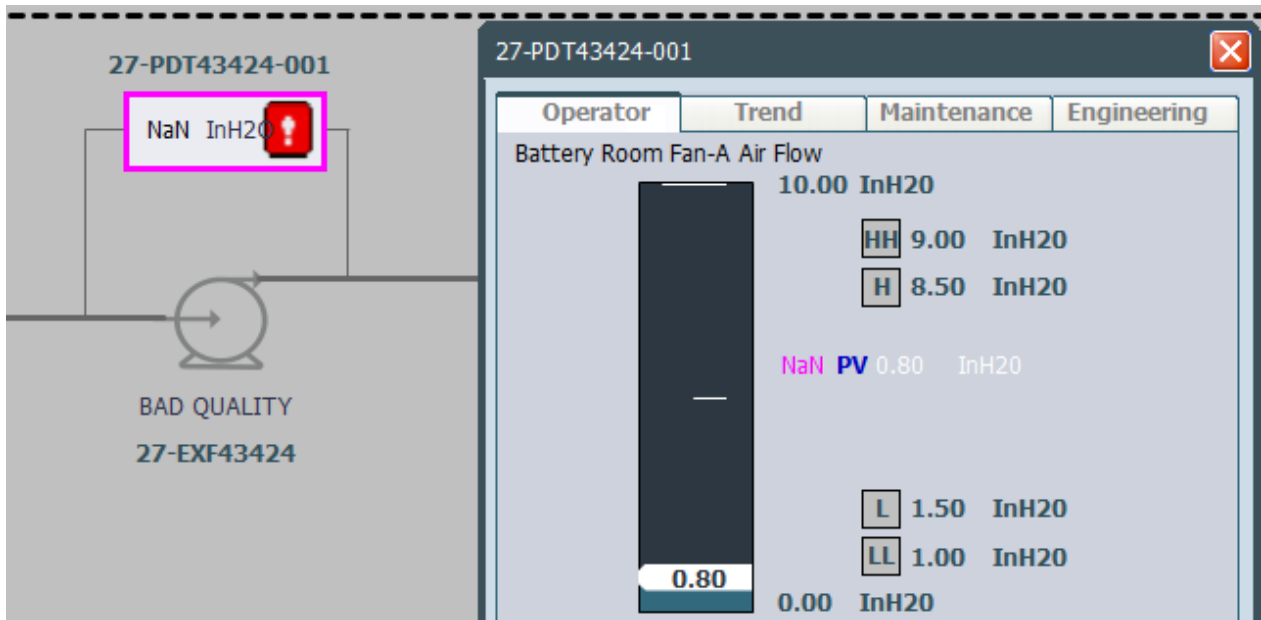 27-PDT43424-001
NaN InH2O
BAD QUALITY
27-EXF43424
27-PDT43424-001
Operator Trend Maintenance Engineering
Battery Room Fan-A Air Flow
10.00 InH20
HH 9.00 InH20
H 8.50 InH20
NaN PV 0.80 InH20
L 1.50 InH20
LL 1.00 InH20
0.80
0.00 InH20